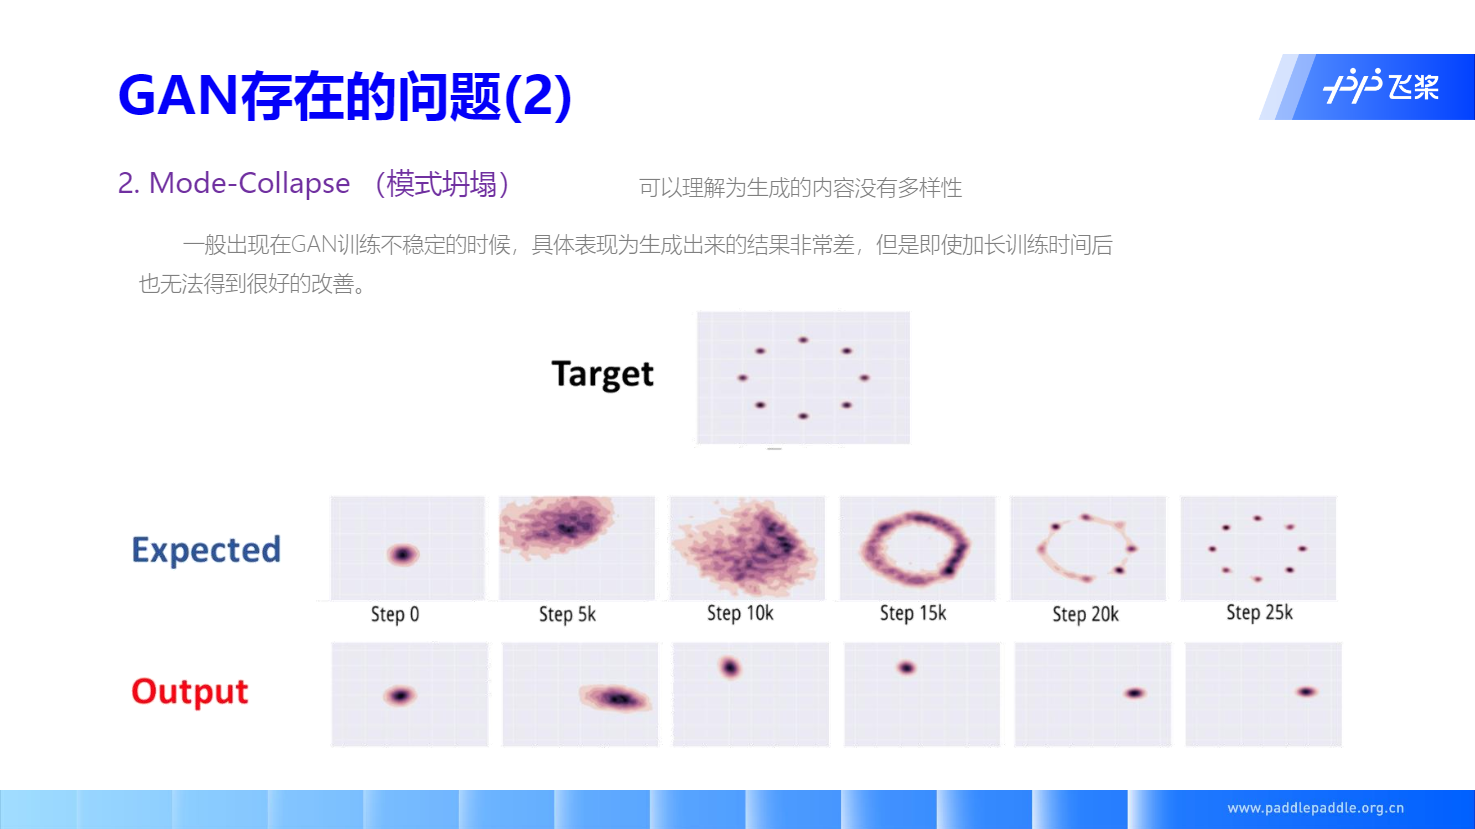 GAN存在的问题(2)
飞桨
2. Mode-Collapse （模式坍塌）
可以理解为生成的内容没有多样性
一般出现在GAN训练不稳定的时候，具体表现为生成出来的结果非常差，但是即使加长训练时间后
也无法得到很好的改善。
Target
Expected
Step 0
Step 5k
Step 10k
Step 15k
Step 20k
Step 25k
Output
www.paddlepaddle.org.cn